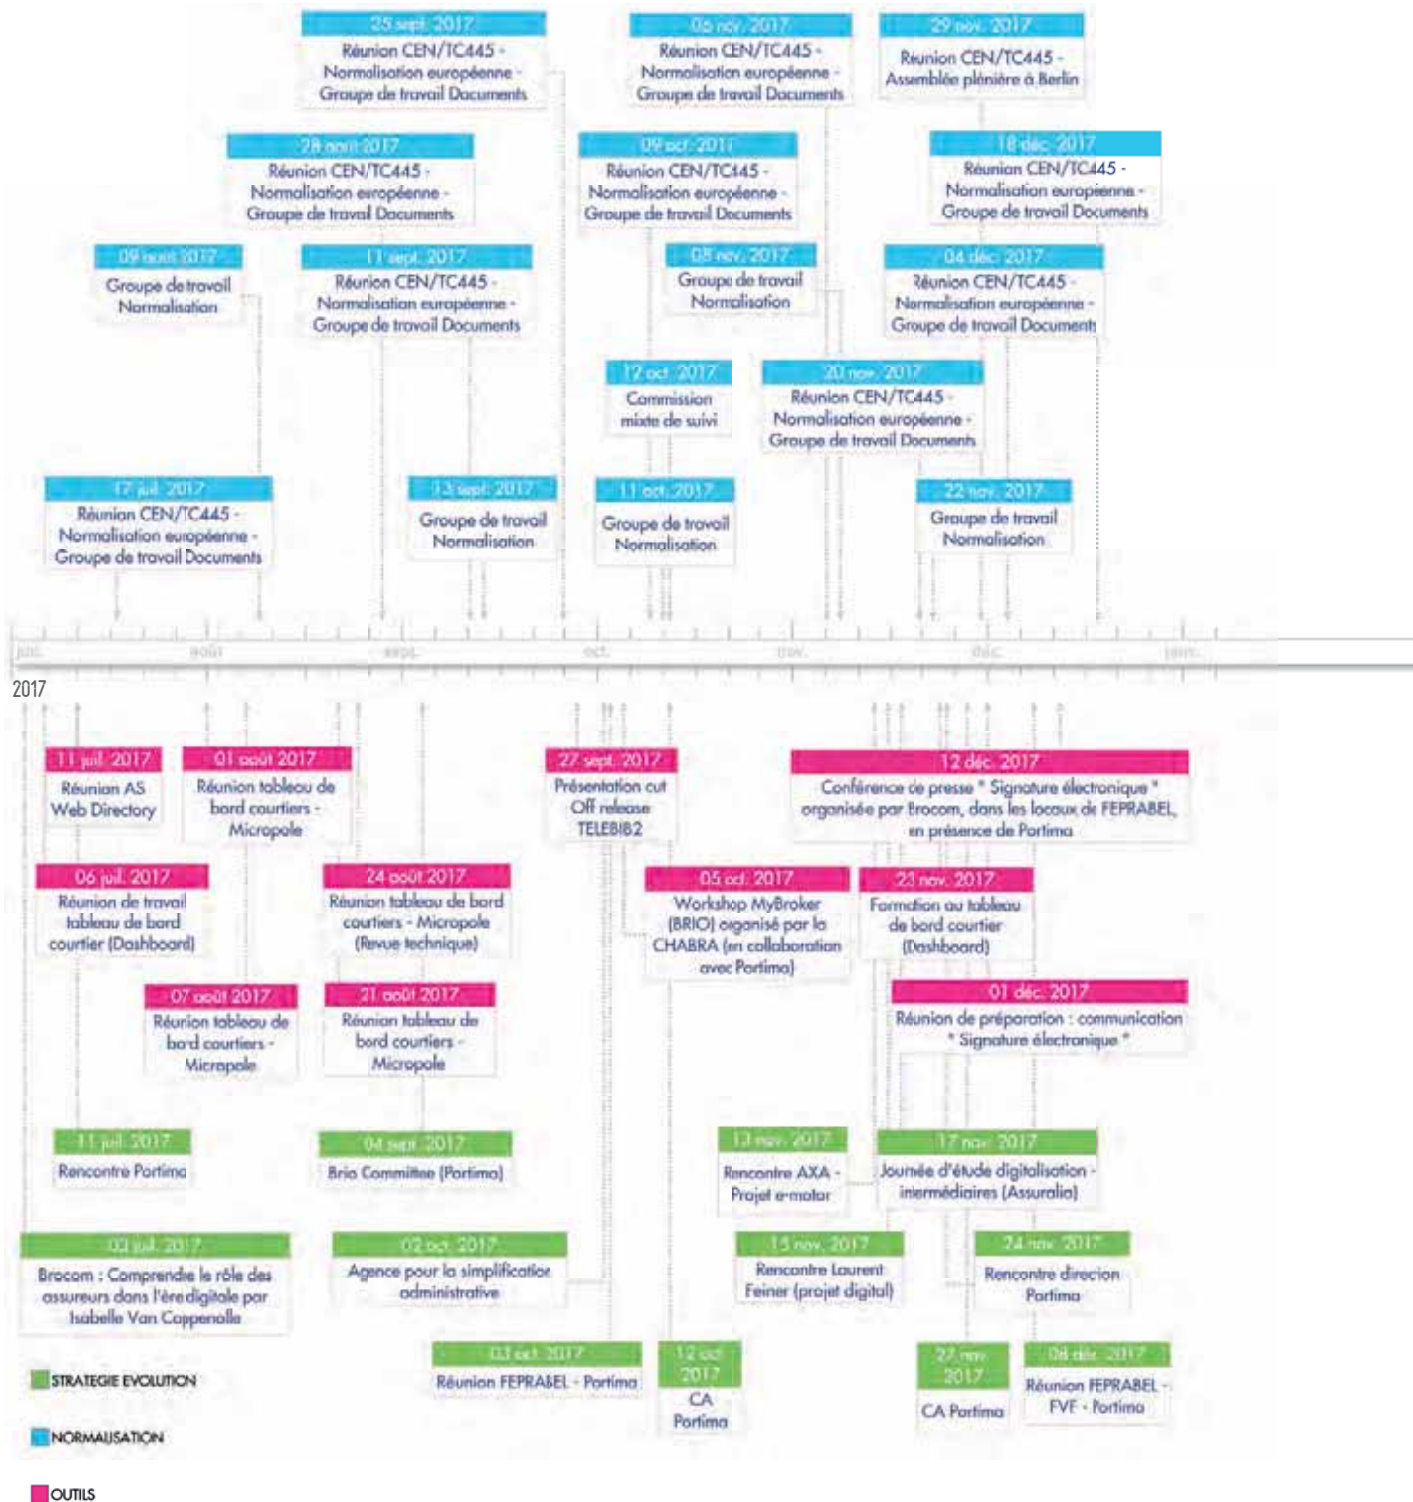 25 sept. 2017
Réunion CEN/TC445 -
Normalisation européenne -
Groupe de travail Documents
06 nov. 2017
Réunion CEN/TC445 -
Normalisation européenne -
Groupe de travail Documents
29 nov. 2017
Réunion CEN/TC445 -
Assemblée plénière à Berlin
28 août 2017
Réunion CEN/TC445 -
Normalisation européenne -
Groupe de travail Documents
09 oct. 2017
Réunion CEN/TC445 -
Normalisation européenne -
Groupe de travail Documents
18 déc. 2017
Réunion CEN/TC445 -
Normalisation européenne -
Groupe de travail Documents
09 août 2017
Groupe de travail
Normalisation
11 sept. 2017
Réunion CEN/TC445 -
Normalisation européenne -
Groupe de travail Documents
08 nov. 2017
Groupe de travail
Normalisation
04 déc. 2017
Réunion CEN/TC445 -
Normalisation européenne -
Groupe de travail Documents
12 oct. 2017
Commission
mixte de suivi
20 nov. 2017
Réunion CEN/TC445 -
Normalisation européenne -
Groupe de travail Documents
17 juil. 2017
Réunion CEN/TC445 -
Normalisation européenne -
Groupe de travail Documents
13 sept. 2017
Groupe de travail
Normalisation
11 oct. 2017
Groupe de travail
Normalisation
22 nov. 2017
Groupe de travail
Normalisation
juil. août sept. oct. nov. déc. janv.
2017
11 juil. 2017
Réunion AS
Web Directory
01 août 2017
Réunion tableau de
bord courtiers -
Micropole
27 sept. 2017
Présentation cut
Off release
TELEBIB2
12 déc. 2017
Conférence de presse " Signature électronique "
organisée par Brocom, dans les locaux de FEPRABEL,
en présence de Portima
06 juil. 2017
Réunion de travail
tableau de bord
courtier (Dashboard)
24 août 2017
Réunion tableau de bord
courtiers - Micropole
(Revue technique)
05 oct. 2017
Workshop MyBroker
(BRIO) organisé par la
CHABRA (en collaboration
avec Portima)
23 nov. 2017
Formation au tableau
de bord courtier
(Dashboard)
07 août 2017
Réunion tableau de
bord courtiers -
Micropole
21 août 2017
Réunion tableau de
bord courtiers -
Micropole
01 déc. 2017
Réunion de préparation : communication
" Signature électronique "
11 juil. 2017
Rencontre Portima
04 sept. 2017
Brio Committee (Portima)
13 nov. 2017
Rencontre AXA -
Projet e-motor
17 nov. 2017
Journée d'étude digitalisation -
inermédiaires (Assuralia)
03 juil. 2017
Brocom : Comprendre le rôle des
assureurs dans l'ère digitale par
Isabelle Van Coppenolle
02 oct. 2017
Agence pour la simplification
administrative
15 nov. 2017
Rencontre Laurent
Feiner (projet digital)
24 nov. 2017
Rencontre direcion
Portima
03 oct. 2017
Réunion FEPRABEL - Portima
12 oct.
2017
CA
Portima
27 nov.
2017
CA Portima
08 déc. 2017
Réunion FEPRABEL -
FVF - Portima
STRATEGIE EVOLUTION
NORMALISATION
OUTILS